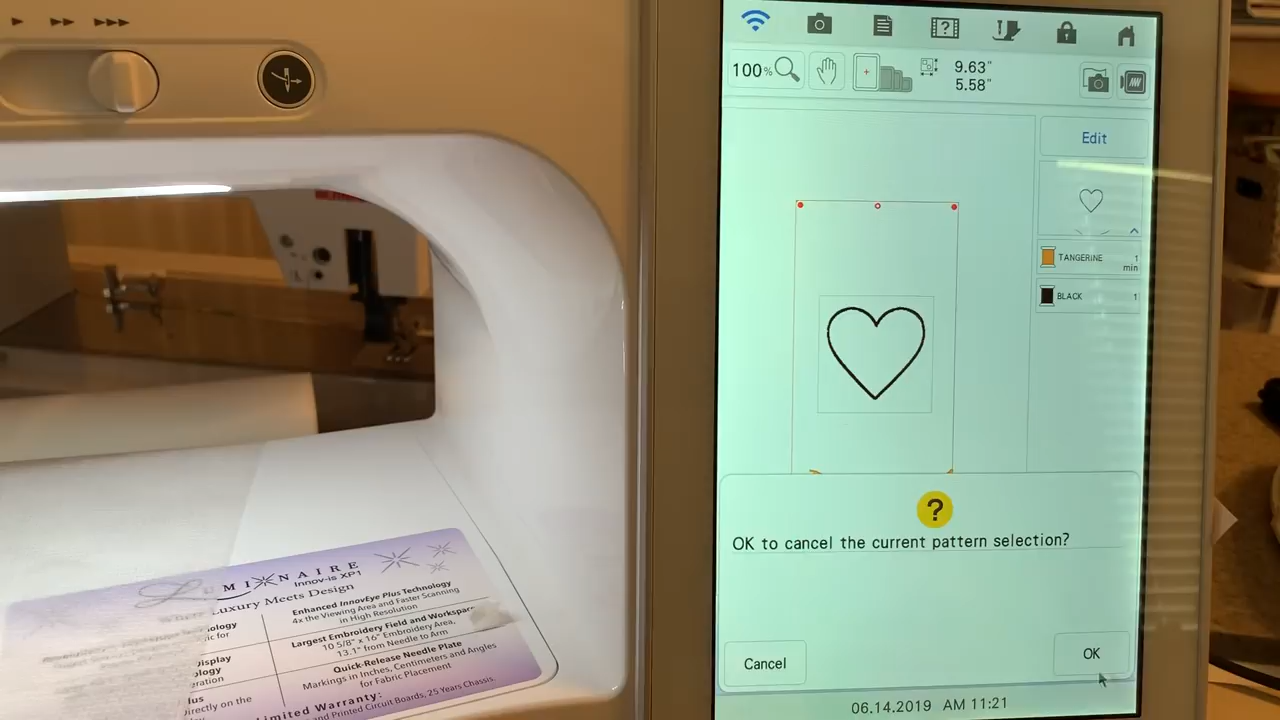 100%
9.63"
5.58"
Edit
TANGERINE 1
min
BLACK 1
?
OK to cancel the current pattern selection?
Cancel
OK
06.14.2019 AM 11:21
LUMINAIRE
Innov-is XP1
Luxury Meets Design
Enhanced InnovEye Plus Technology
4x the Viewing Area and Faster Scanning
in High Resolution
Largest Embroidery Field and Workspace
10 5/8" x 16" Embroidery Area,
13.1" from Needle to Arm
Quick-Release Needle Plate
Markings in Inches, Centimeters and Angles
for Fabric Placement
Limited Warranty:
and Printed Circuit Boards, 25 Years Chassis.